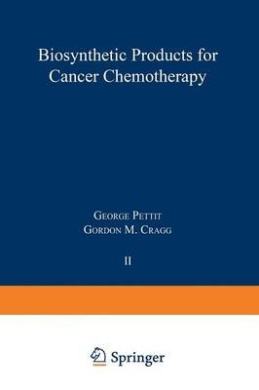 Biosynthetic Products for
Cancer Chemotherapy
GEORGE PETTIT
GORDON M. CRAGG
II
Springer